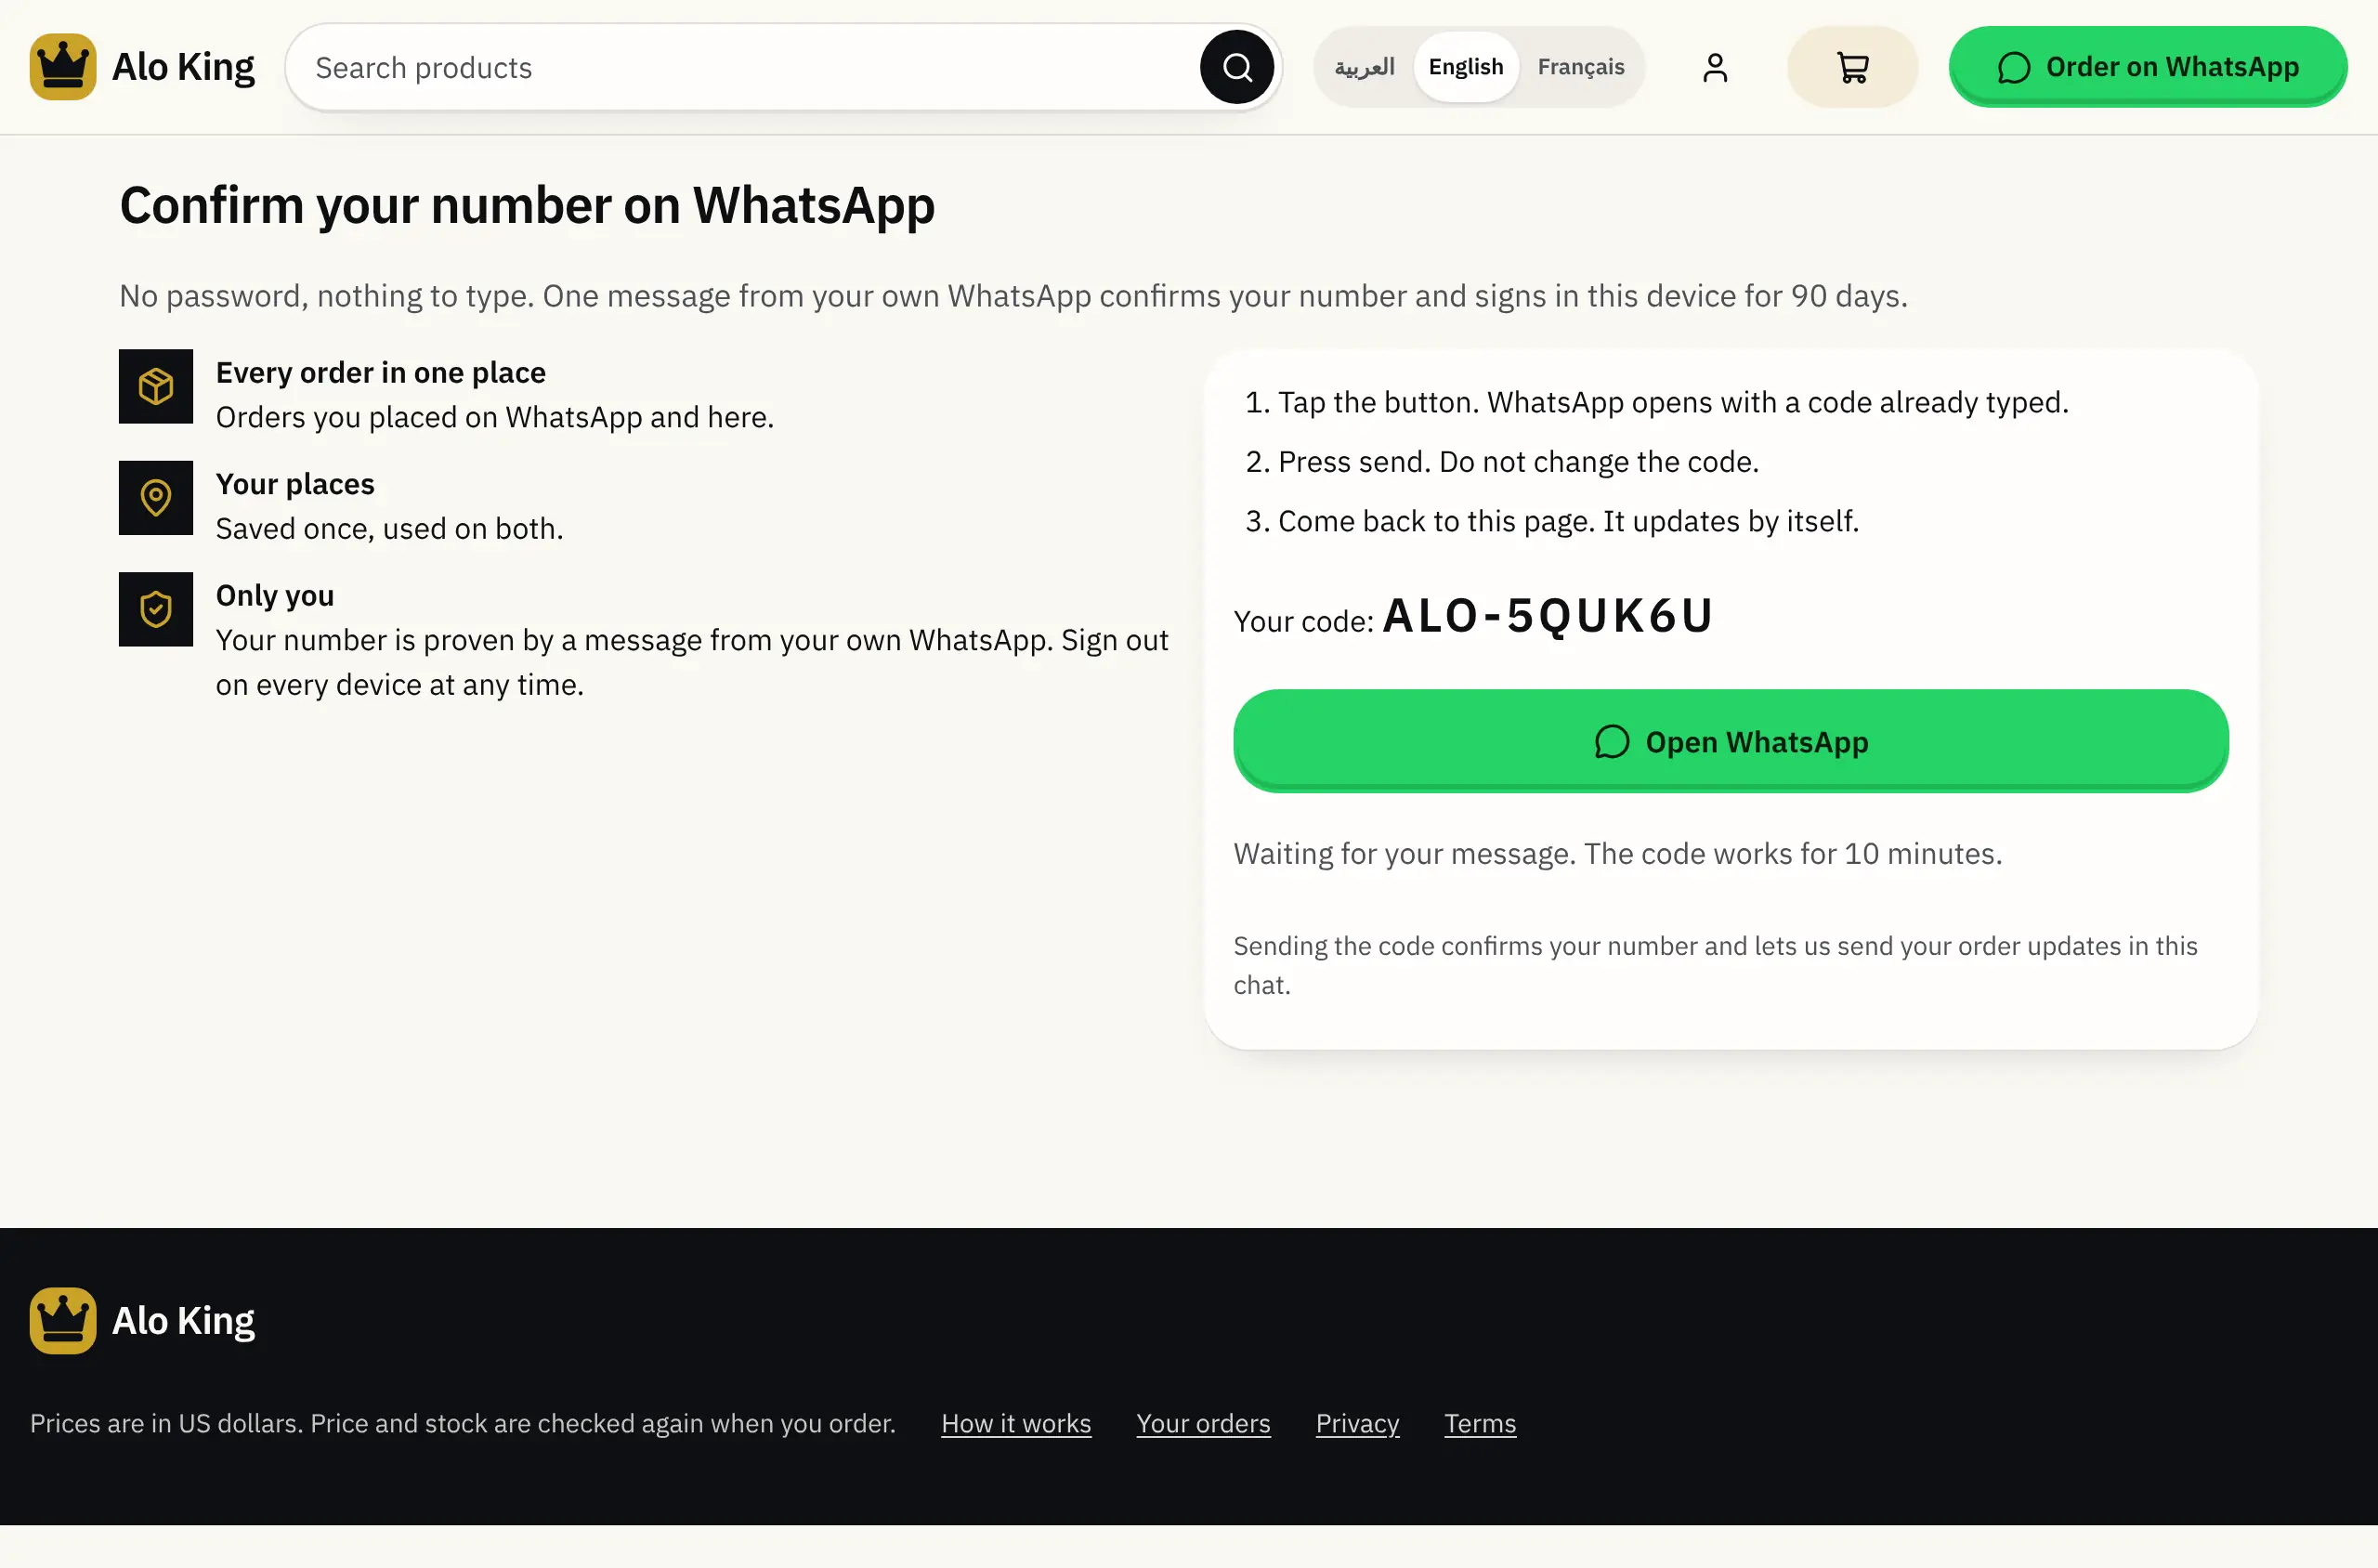 Alo King
Search products
العربية
English
Français
Order on WhatsApp
Confirm your number on WhatsApp
No password, nothing to type. One message from your own WhatsApp confirms your number and signs in this device for 90 days.
Every order in one place
Orders you placed on WhatsApp and here.
Your places
Saved once, used on both.
Only you
Your number is proven by a message from your own WhatsApp. Sign out
on every device at any time.
1. Tap the button. WhatsApp opens with a code already typed.
2. Press send. Do not change the code.
3. Come back to this page. It updates by itself.
Your code: ALO-5QUK6U
Open WhatsApp
Waiting for your message. The code works for 10 minutes.
Sending the code confirms your number and lets us send your order updates in this
chat.
Alo King
Prices are in US dollars. Price and stock are checked again when you order.
How it works
Your orders
Privacy
Terms